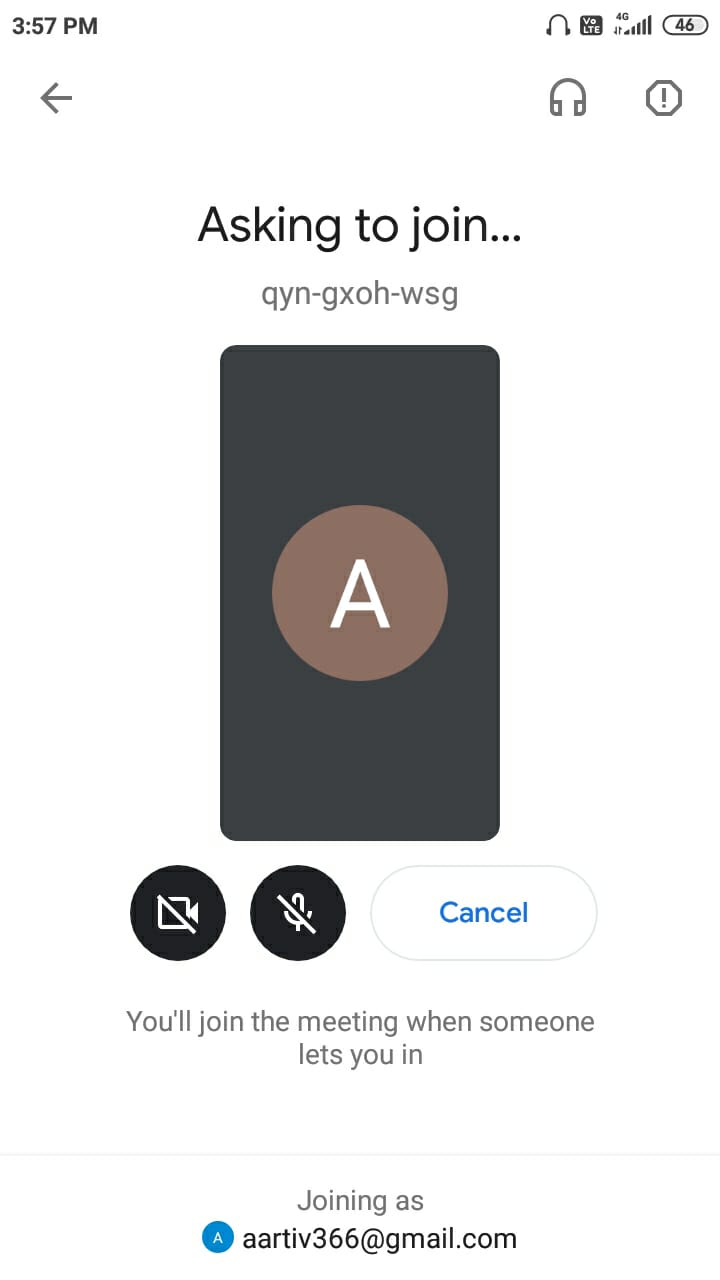 3:57 PM
Vo LTE 4G 46
Asking to join...
qyn-gxoh-wsg
A
Cancel
You'll join the meeting when someone
lets you in
Joining as
A aartiv366@gmail.com